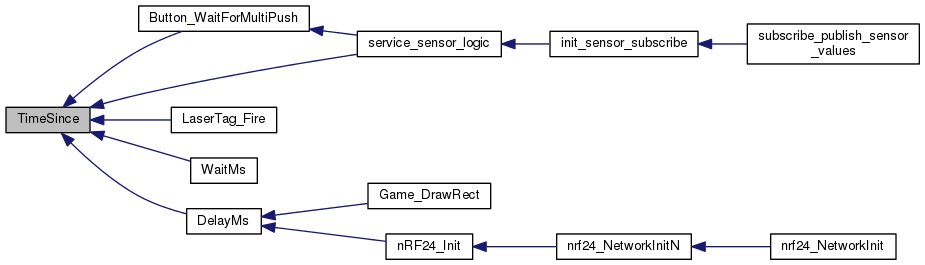 Button_WaitForMultiPush
service_sensor_logic
init_sensor_subscribe
subscribe_publish_sensor
_values
TimeSince
LaserTag_Fire
WaitMs
Game_DrawRect
DelayMs
nRF24_Init
nrf24_NetworkInitN
nrf24_NetworkInit